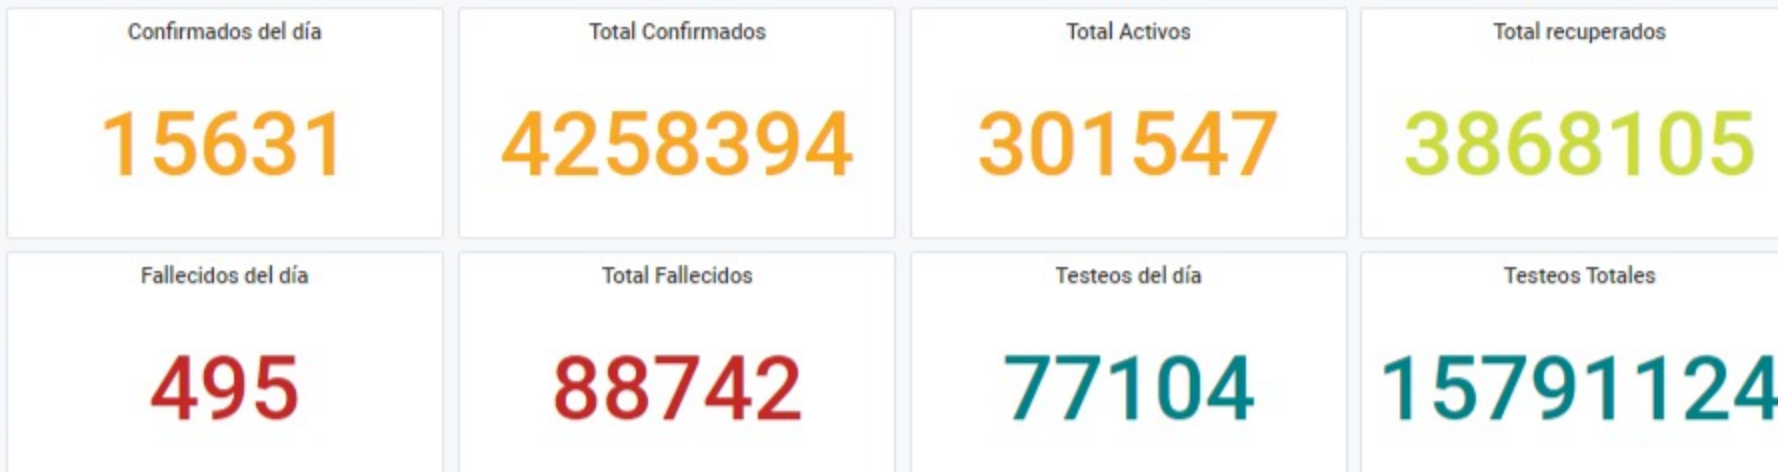 Confirmados del día
15631
Total Confirmados
4258394
Total Activos
301547
Total recuperados
3868105
Fallecidos del día
495
Total Fallecidos
88742
Testeos del día
77104
Testeos Totales
15791124